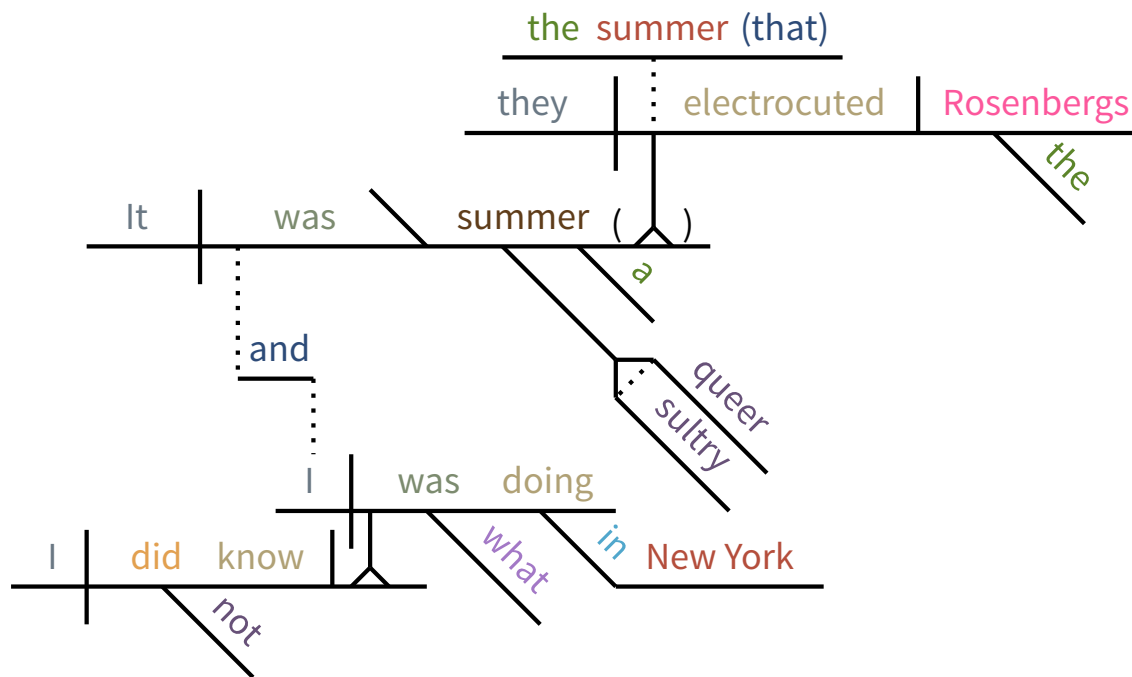 the summer (that)
they electrocuted Rosenbergs
the
It was summer ( )
a
and
queer
sultry
I was doing
what
in New York
I did know
not